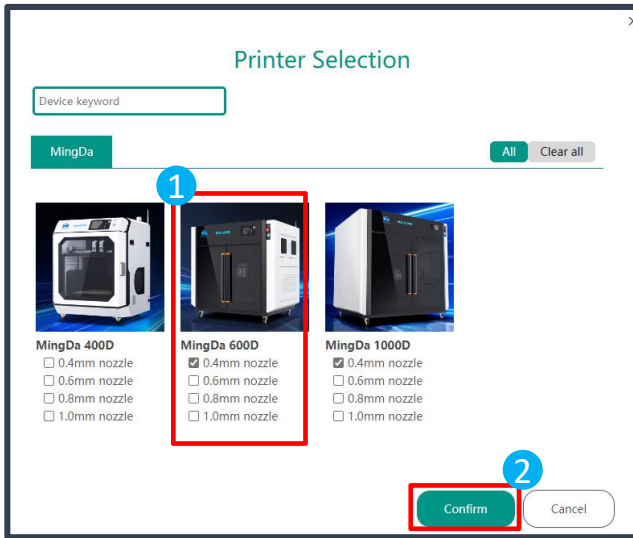 ×
Printer Selection
Device keyword
MingDa
All
Clear all
1
MingDa 400D
0.4mm nozzle
0.6mm nozzle
0.8mm nozzle
1.0mm nozzle
MingDa 600D
0.4mm nozzle
0.6mm nozzle
0.8mm nozzle
1.0mm nozzle
MingDa 1000D
0.4mm nozzle
0.6mm nozzle
0.8mm nozzle
1.0mm nozzle
2
Confirm
Cancel